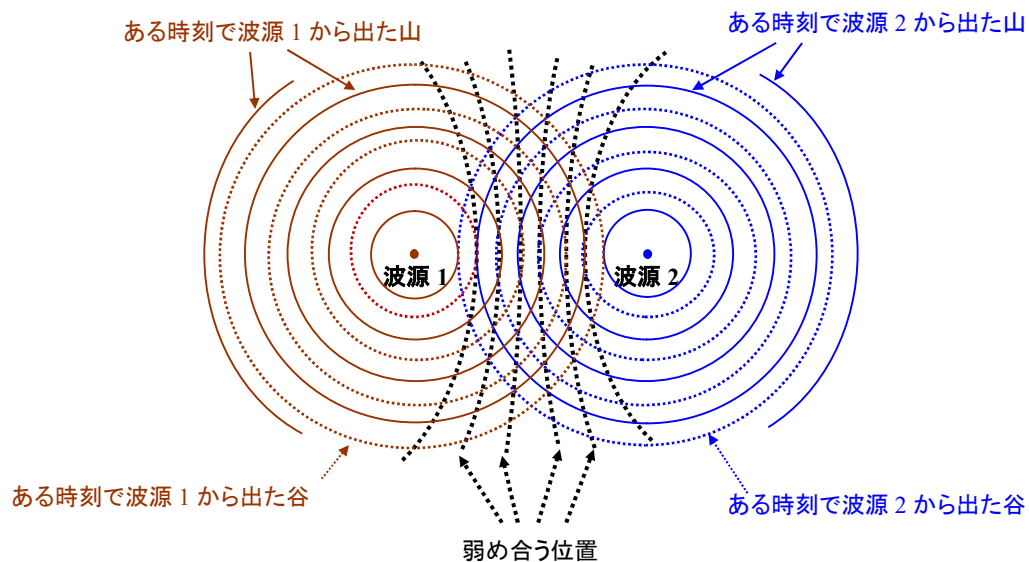 ある時刻で波源 1 から出た山
ある時刻で波源 2 から出た山
波源 1
波源 2
ある時刻で波源 1 から出た谷
ある時刻で波源 2 から出た谷
弱め合う位置